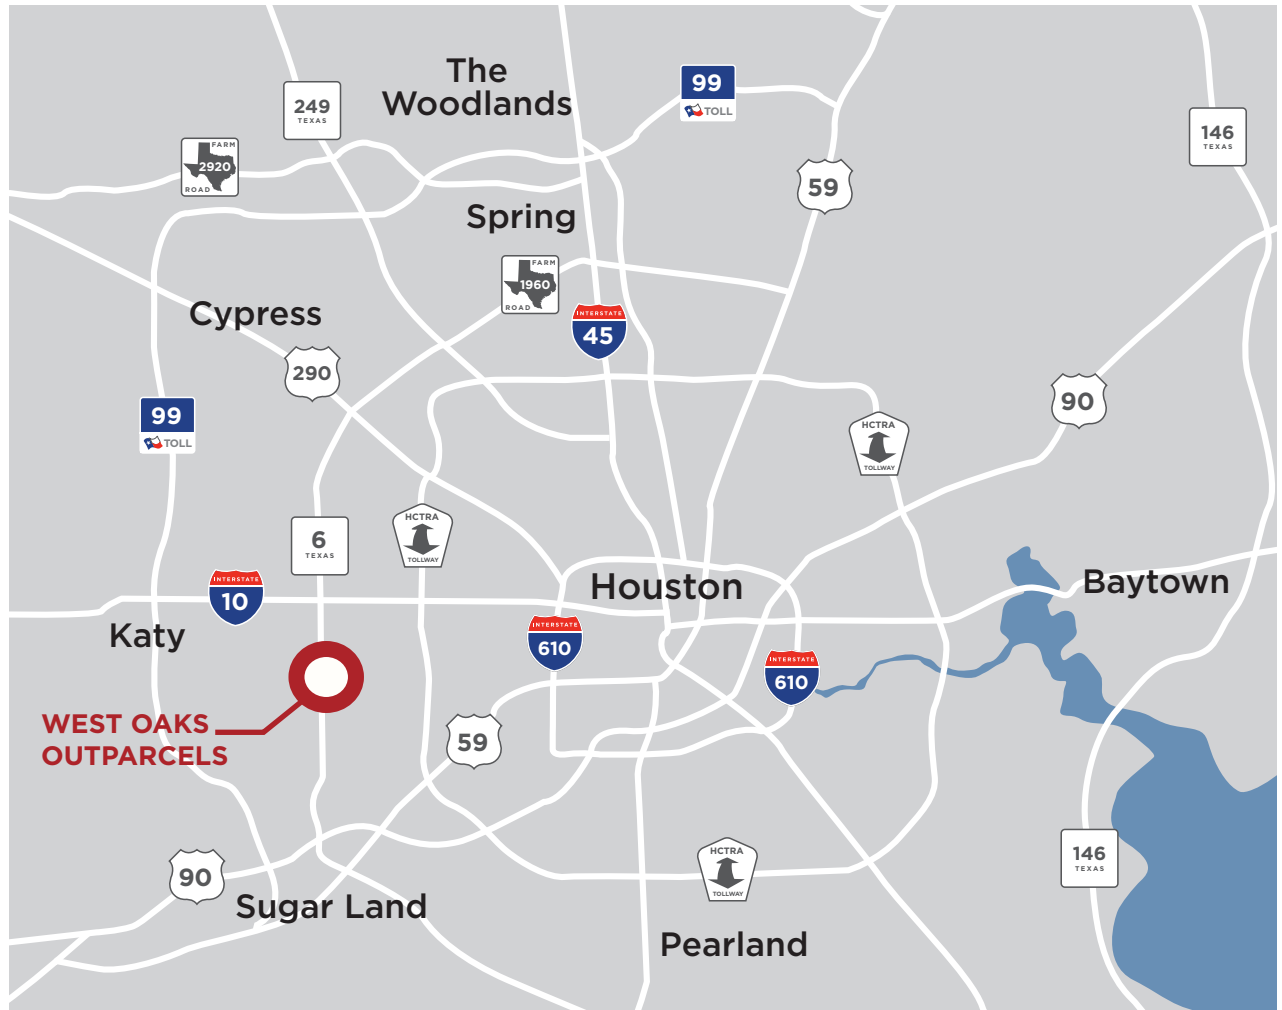 The
Woodlands
99
TOLL
249
TEXAS
146
TEXAS
FARM
2920
ROAD
59
Spring
FARM
1960
ROAD
Cypress
INTERSTATE
45
290
90
99
TOLL
HCTRA
TOLLWAY
HCTRA
TOLLWAY
6
TEXAS
INTERSTATE
10
Houston
Baytown
Katy
INTERSTATE
610
INTERSTATE
610
WEST OAKS
OUTPARCELS
59
90
HCTRA
TOLLWAY
146
TEXAS
Sugar Land
Pearland